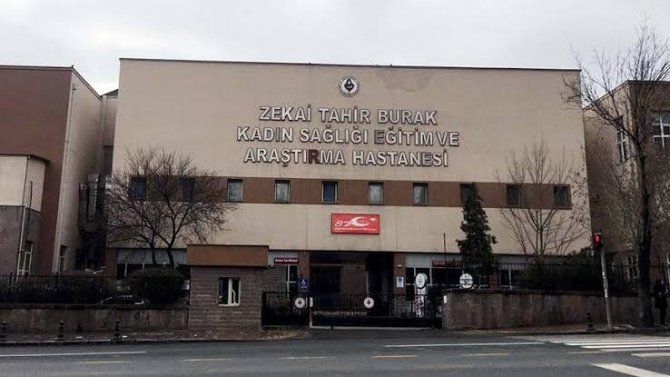 ZEKAİ TAHİR BURAK
KADIN SAĞLIĞI EĞİTİM VE
ARAŞTIRMA HASTANESİ